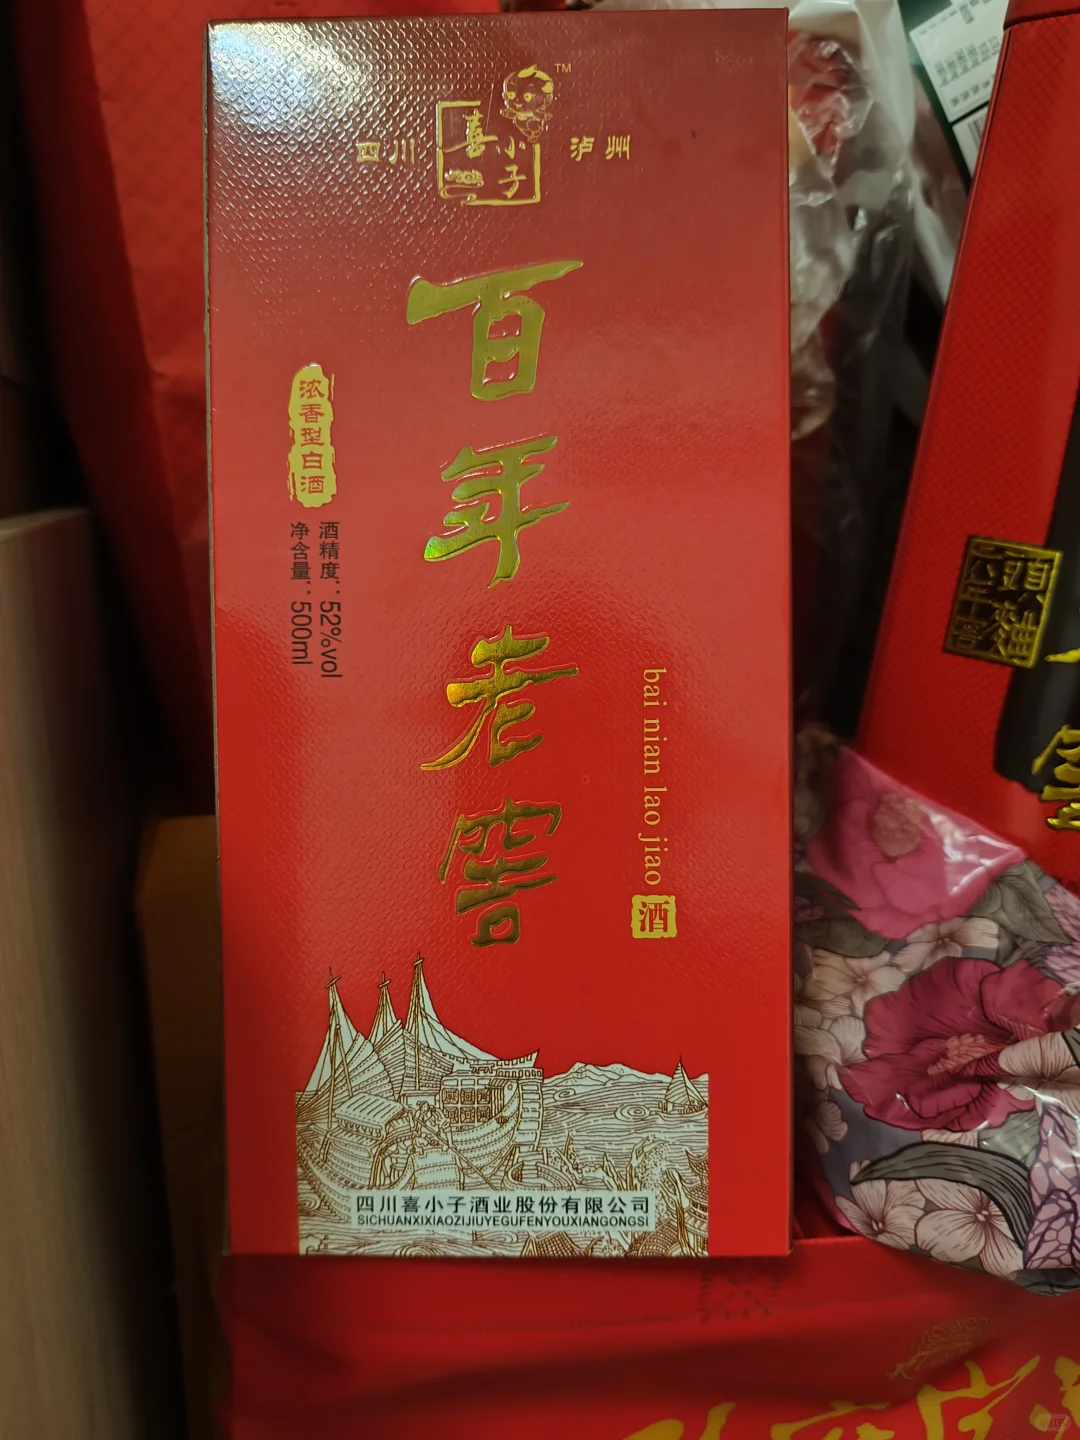 四川
喜小子
TM
泸州
百年老窖
浓香型白酒
酒精度：52%vol
净含量：500ml
bai nian lao jiao
酒
四川喜小子酒业股份有限公司
SICHUANXIXIAOZIJIUYEGUFENYOUXIANGONGSI
窖